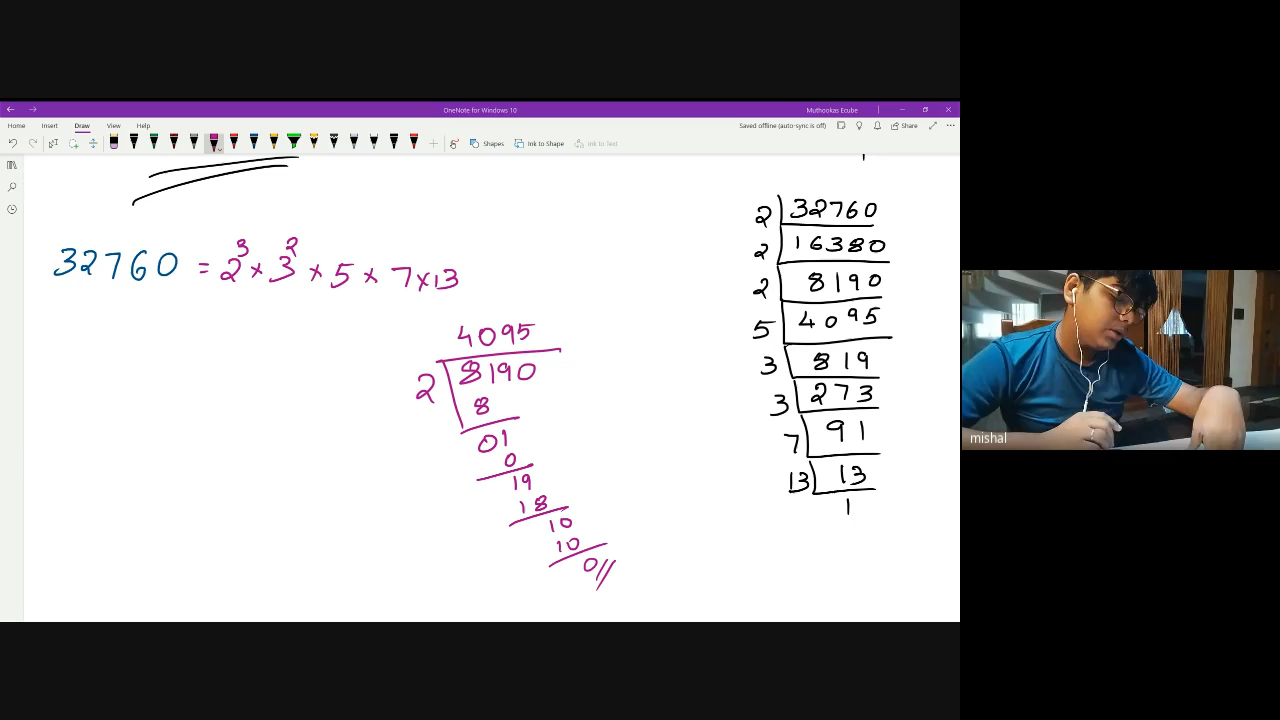 OneNote for Windows 10
Muthookas Ecube
Home Insert Draw View Help
Saved offline (auto-sync is off)
Share
Shapes
Ink to Shape
Ink to Text
32760 = 2³ × 3² × 5 × 7 × 13
4095
2 8190
8
01
0
19
18
10
10
0//
1
2 32760
2 16380
2 8190
5 4095
3 819
3 273
7 91
13 13
1
mishal